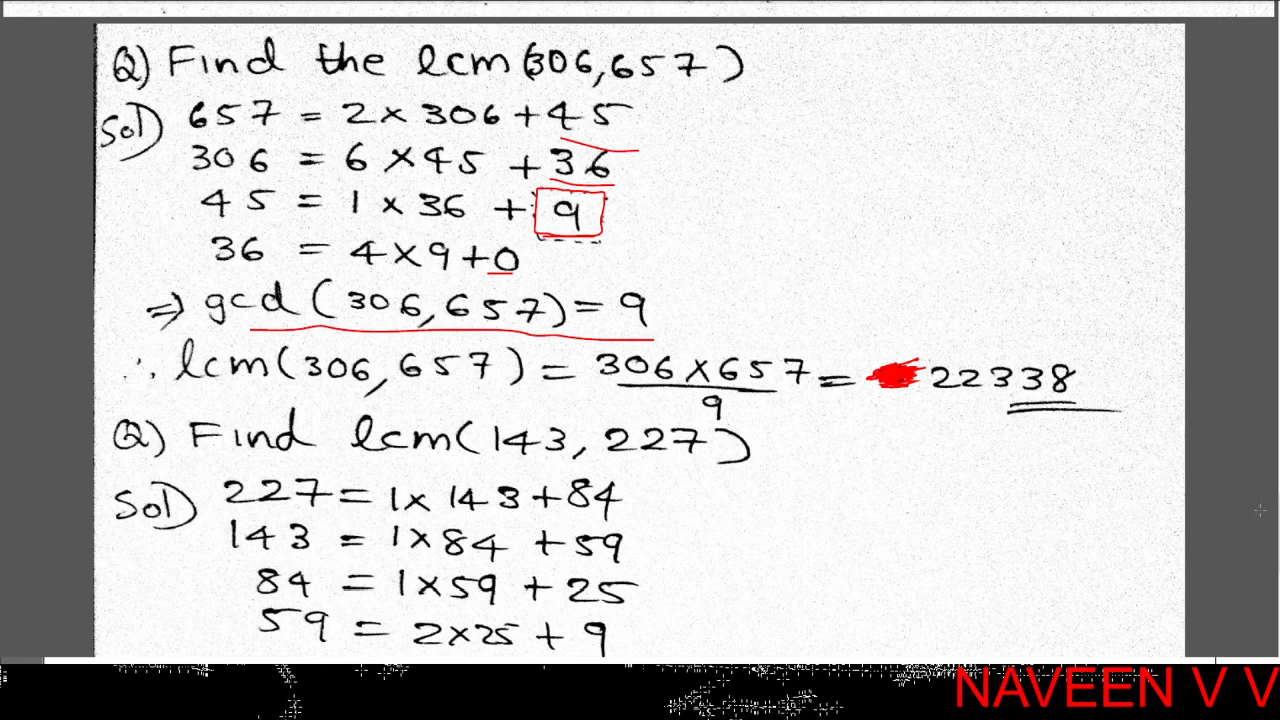 Q) Find the lcm(306,657)
Sol) 657 = 2 × 306 + 45
306 = 6 × 45 + 36
45 = 1 × 36 + 9
36 = 4 × 9 + 0
⇒ gcd (306,657) = 9
∴ lcm(306,657) = 306 × 657 / 9 = 22338
Q) Find lcm(143, 227)
Sol) 227 = 1 × 143 + 84
143 = 1 × 84 + 59
84 = 1 × 59 + 25
59 = 2 × 25 + 9
NAVEEN V V